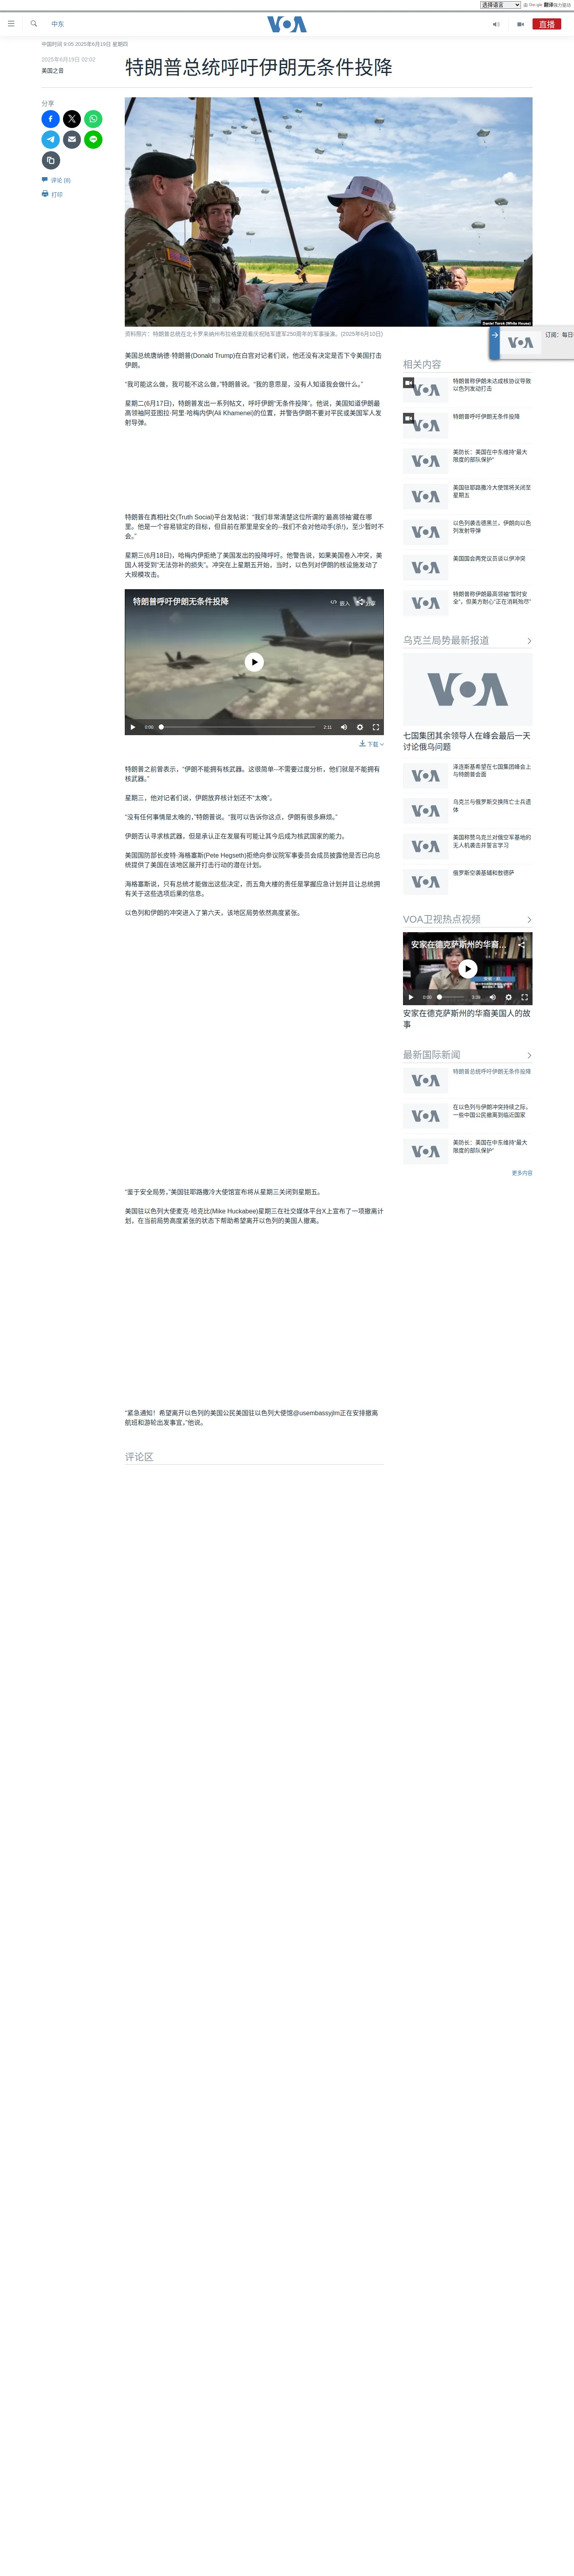 选择语言
由 Google 翻译强力驱动
中东
VOA
直播
中国时间 9:05 2025年6月19日 星期四
2025年6月19日 02:02
美国之音
特朗普总统呼吁伊朗无条件投降
分享
评论 (8)
打印
Daniel Torok (White House)
资料照片：特朗普总统在北卡罗来纳州布拉格堡观看庆祝陆军建军250周年的军事操演。(2025年6月10日)
美国总统唐纳德·特朗普(Donald Trump)在白宫对记者们说，他还没有决定是否下令美国打击
伊朗。
“我可能这么做，我可能不这么做，”特朗普说。“我的意思是，没有人知道我会做什么。”
星期二(6月17日)，特朗普发出一系列帖文，呼吁伊朗“无条件投降”。他说，美国知道伊朗最
高领袖阿亚图拉·阿里·哈梅内伊(Ali Khamenei)的位置，并警告伊朗不要对平民或美国军人发
射导弹。
特朗普在真相社交(Truth Social)平台发帖说：“我们非常清楚这位所谓的‘最高领袖’藏在哪
里。他是一个容易锁定的目标，但目前在那里是安全的--我们不会对他动手(杀!)，至少暂时不
会。”
星期三(6月18日)，哈梅内伊拒绝了美国发出的投降呼吁。他警告说，如果美国卷入冲突，美
国人将受到“无法弥补的损失”。冲突在上星期五开始，当时，以色列对伊朗的核设施发动了
大规模攻击。
特朗普呼吁伊朗无条件投降
嵌入
分享
VOA
0:00
2:11
下载
特朗普之前曾表示，“伊朗不能拥有核武器。这很简单--不需要过度分析，他们就是不能拥有
核武器。”
星期三，他对记者们说，伊朗放弃核计划还不“太晚”。
“没有任何事情是太晚的，”特朗普说。“我可以告诉你这点，伊朗有很多麻烦。”
伊朗否认寻求核武器，但是承认正在发展有可能让其今后成为核武国家的能力。
美国国防部长皮特·海格塞斯(Pete Hegseth)拒绝向参议院军事委员会成员披露他是否已向总
统提供了美国在该地区展开打击行动的潜在计划。
海格塞斯说，只有总统才能做出这些决定，而五角大楼的责任是掌握应急计划并且让总统拥
有关于这些选项后果的信息。
以色列和伊朗的冲突进入了第六天，该地区局势依然高度紧张。
“鉴于安全局势，”美国驻耶路撒冷大使馆宣布将从星期三关闭到星期五。
美国驻以色列大使麦克·哈克比(Mike Huckabee)星期三在社交媒体平台X上宣布了一项撤离计
划，在当前局势高度紧张的状态下帮助希望离开以色列的美国人撤离。
“紧急通知！希望离开以色列的美国公民美国驻以色列大使馆@usembassyjlm正在安排撤离
航班和游轮出发事宜，”他说。
评论区
VOA
订阅：每日
相关内容
VOA
特朗普称伊朗未达成核协议导致
以色列发动打击
VOA
特朗普呼吁伊朗无条件投降
VOA
美防长：美国在中东维持“最大
限度的部队保护”
VOA
美国驻耶路撒冷大使馆将关闭至
星期五
VOA
以色列袭击德黑兰，伊朗向以色
列发射导弹
VOA
美国国会两党议员谈以伊冲突
VOA
特朗普称伊朗最高领袖“暂时安
全”，但美方耐心“正在消耗殆尽”
乌克兰局势最新报道
VOA
七国集团其余领导人在峰会最后一天
讨论俄乌问题
VOA
泽连斯基希望在七国集团峰会上
与特朗普会面
VOA
乌克兰与俄罗斯交换阵亡士兵遗
体
VOA
美国称赞乌克兰对俄空军基地的
无人机袭击并誓言学习
VOA
俄罗斯空袭基辅和敖德萨
VOA卫视热点视频
安家在德克萨斯州的华裔...
0:00
3:39
安家在德克萨斯州的华裔美国人的故
事
最新国际新闻
VOA
特朗普总统呼吁伊朗无条件投降
VOA
在以色列与伊朗冲突持续之际，
一些中国公民撤离到临近国家
VOA
美防长：美国在中东维持“最大
限度的部队保护”
更多内容